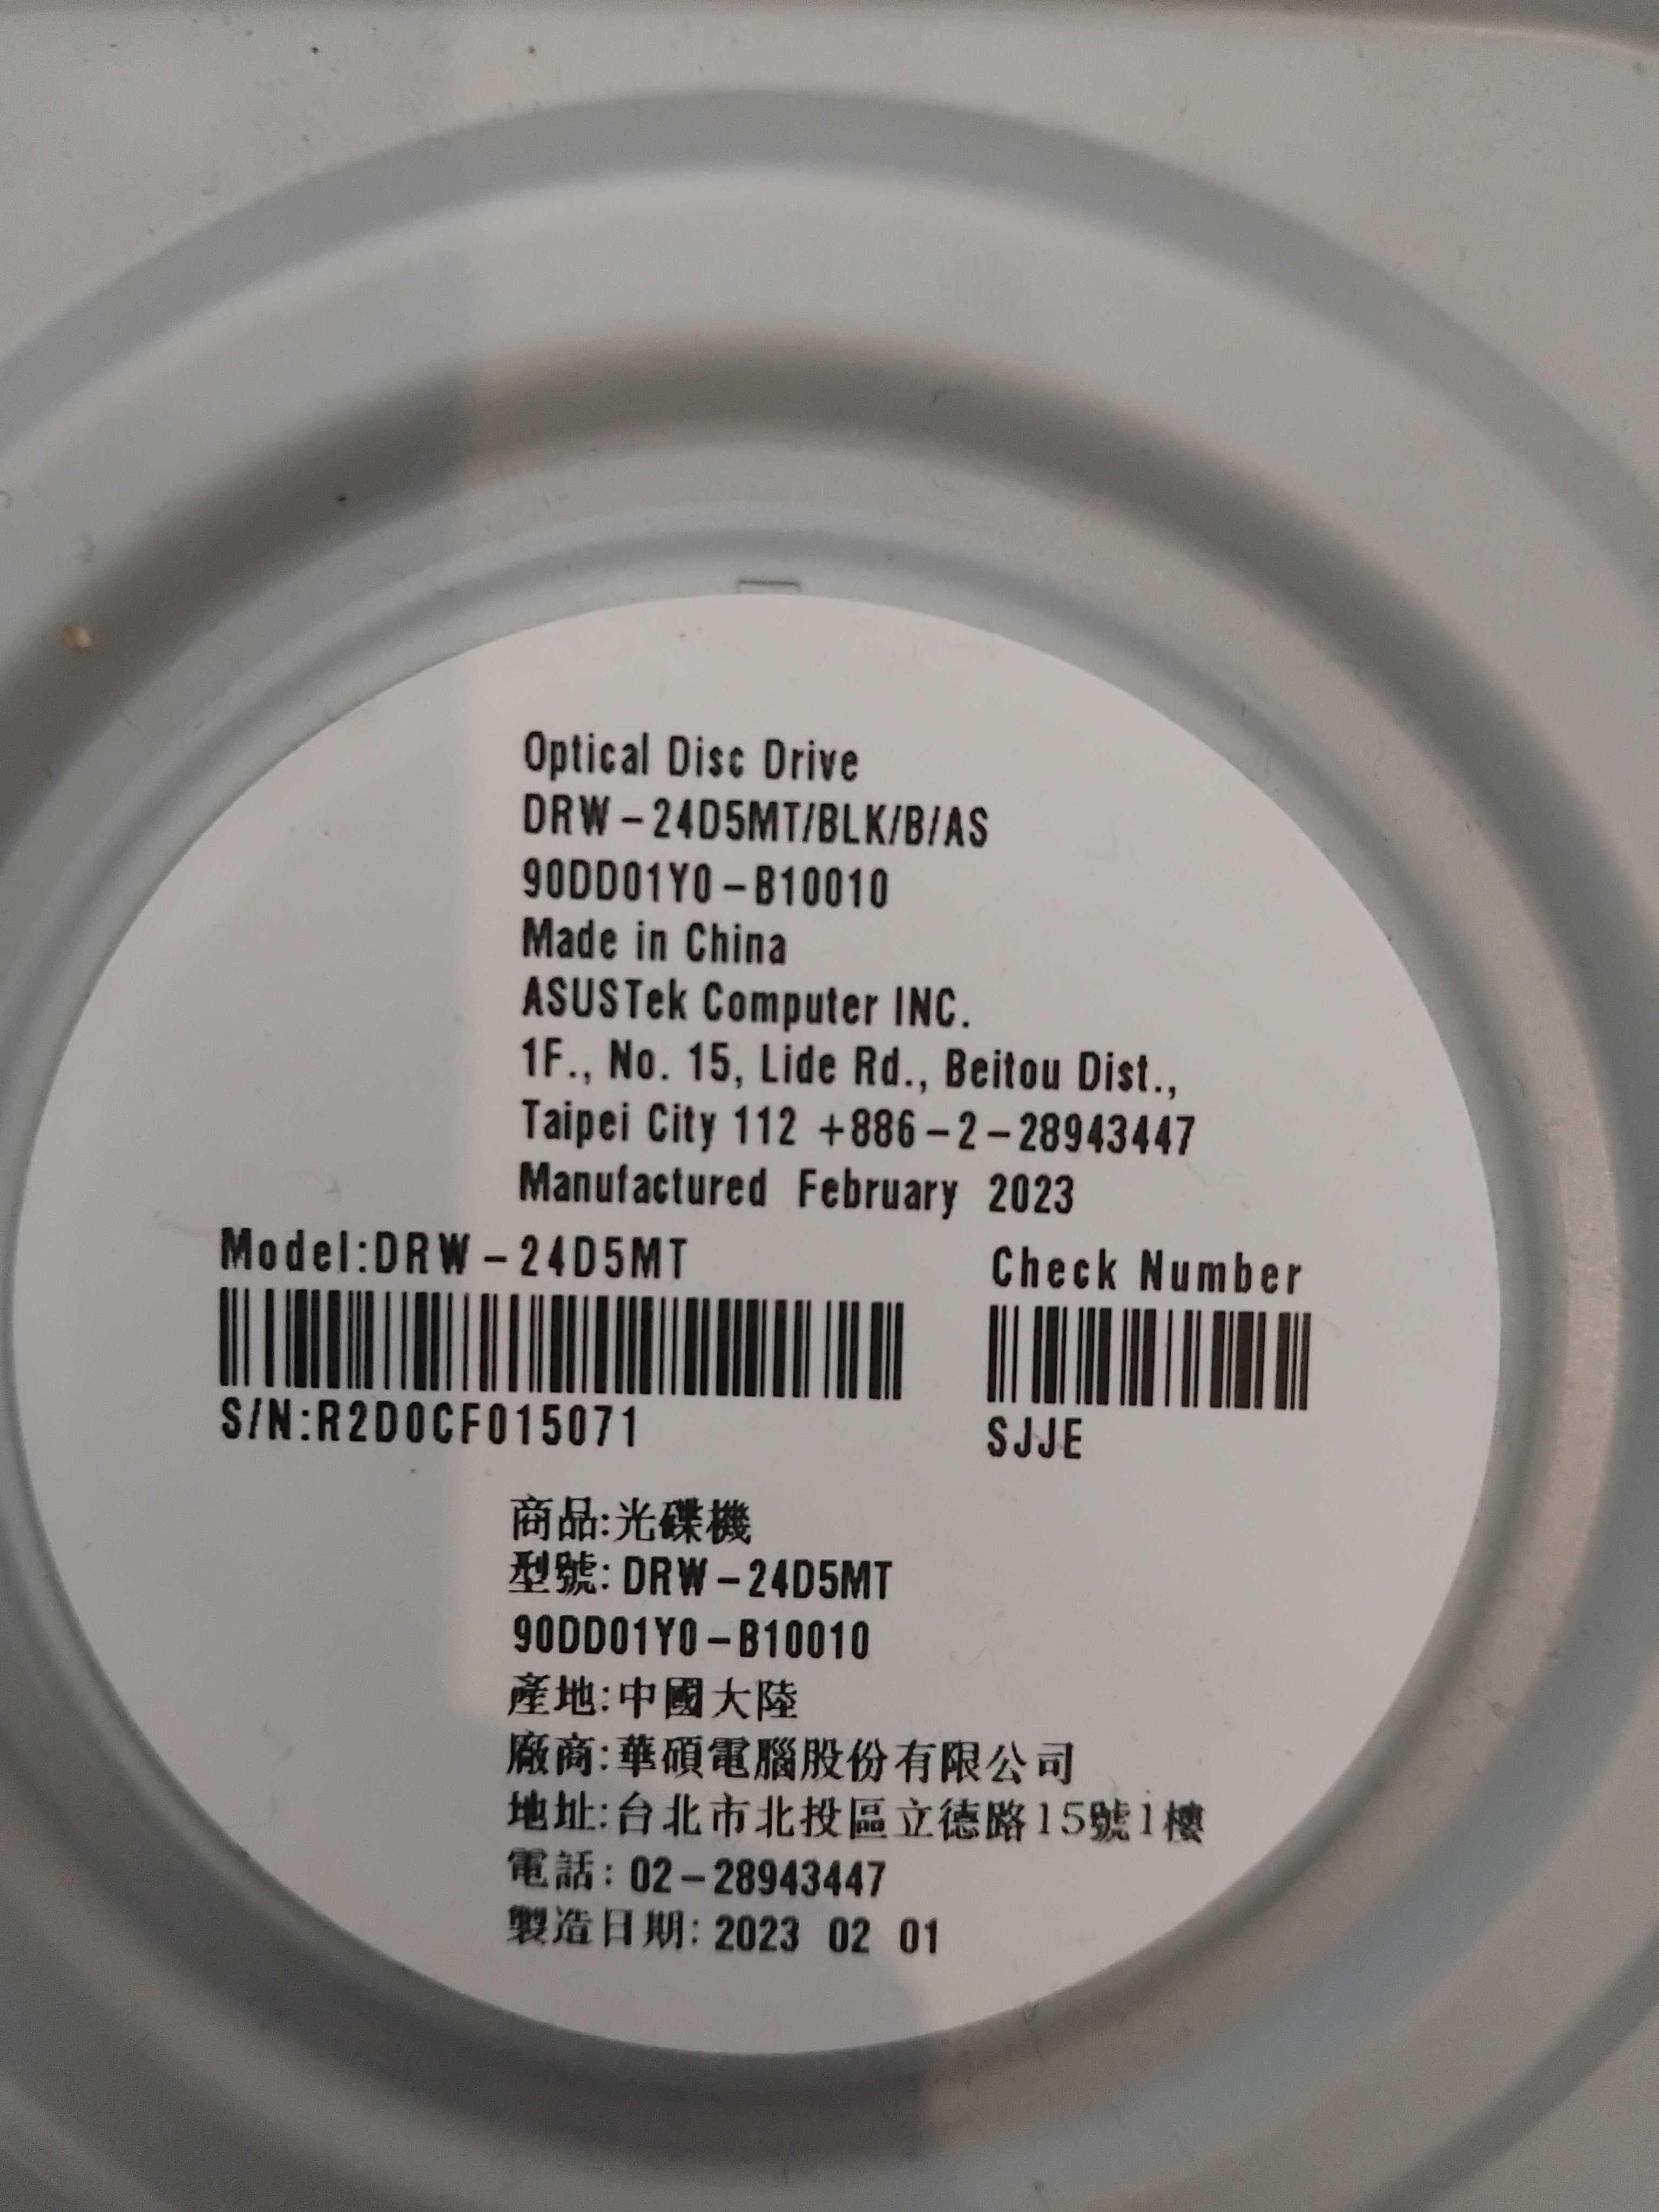 Optical Disc Drive
DRW-24D5MT/BLK/B/AS
90DD01Y0-B10010
Made in China
ASUSTek Computer INC.
1F., No. 15, Lide Rd., Beitou Dist.,
Taipei City 112 +886-2-28943447
Manufactured February 2023
Model:DRW-24D5MT
S/N:R2D0CF015071
Check Number
SJJE
商品:光碟機
型號: DRW-24D5MT
90DD01Y0-B10010
產地:中國大陸
廠商:華碩電腦股份有限公司
地址:台北市北投區立德路15號1樓
電話: 02-28943447
製造日期: 2023 02 01